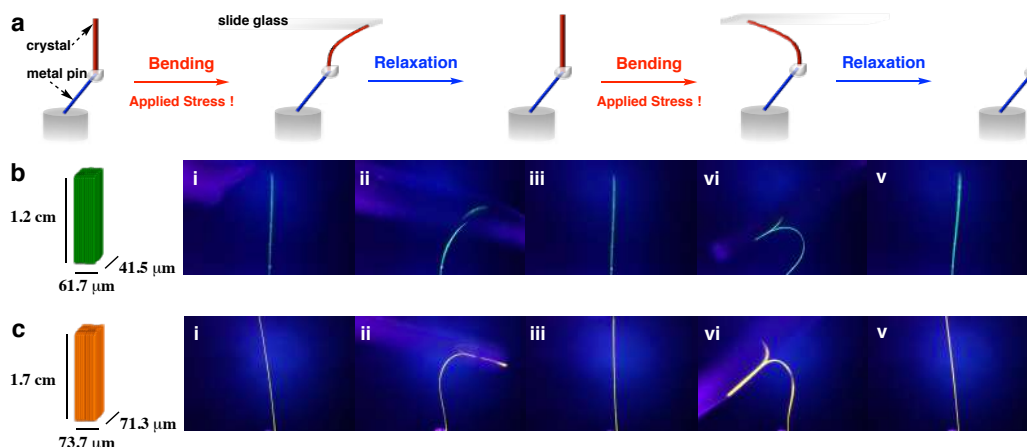 a
slide glass
crystal
metal pin
Bending
Applied Stress !
Relaxation
Bending
Applied Stress !
Relaxation
b
1.2 cm
61.7 μm
41.5 μm
i
ii
iii
vi
v
c
1.7 cm
73.7 μm
71.3 μm
i
ii
iii
vi
v